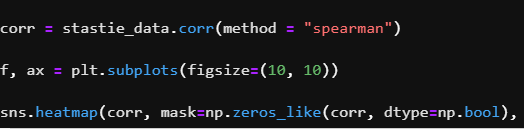 corr = stastie_data.corr(method = "spearman")
f, ax = plt.subplots(figsize=(10, 10))
sns.heatmap(corr, mask=np.zeros_like(corr, dtype=np.bool),